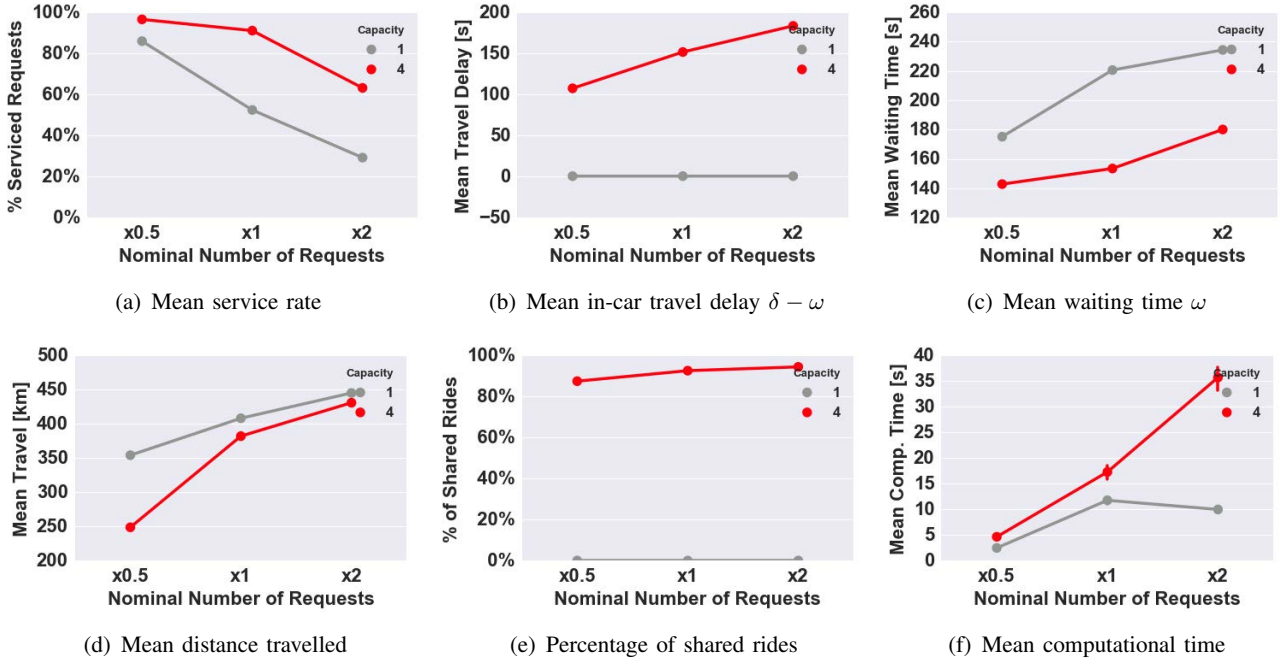 100%
80%
60%
40%
20%
0%
% Serviced Requests
Capacity
1
4
x0.5 x1 x2
Nominal Number of Requests
(a) Mean service rate
200
150
100
50
0
−50
Mean Travel Delay [s]
Capacity
1
4
x0.5 x1 x2
Nominal Number of Requests
(b) Mean in-car travel delay δ − ω
260
240
220
200
180
160
140
120
Mean Waiting Time [s]
Capacity
1
4
x0.5 x1 x2
Nominal Number of Requests
(c) Mean waiting time ω
500
450
400
350
300
250
200
Mean Travel [km]
Capacity
1
4
x0.5 x1 x2
Nominal Number of Requests
(d) Mean distance travelled
100%
80%
60%
40%
20%
0%
% of Shared Rides
Capacity
1
4
x0.5 x1 x2
Nominal Number of Requests
(e) Percentage of shared rides
40
35
30
25
20
15
10
5
0
Mean Comp. Time [s]
Capacity
1
4
x0.5 x1 x2
Nominal Number of Requests
(f) Mean computational time